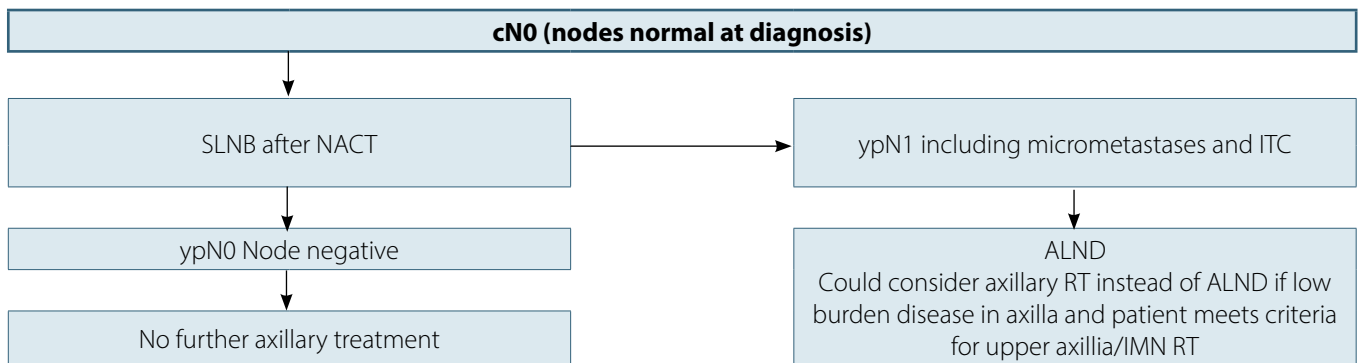 cN0 (nodes normal at diagnosis)
SLNB after NACT
ypN1 including micrometastases and ITC
ypN0 Node negative
No further axillary treatment
ALND
Could consider axillary RT instead of ALND if low
burden disease in axilla and patient meets criteria
for upper axillia/IMN RT